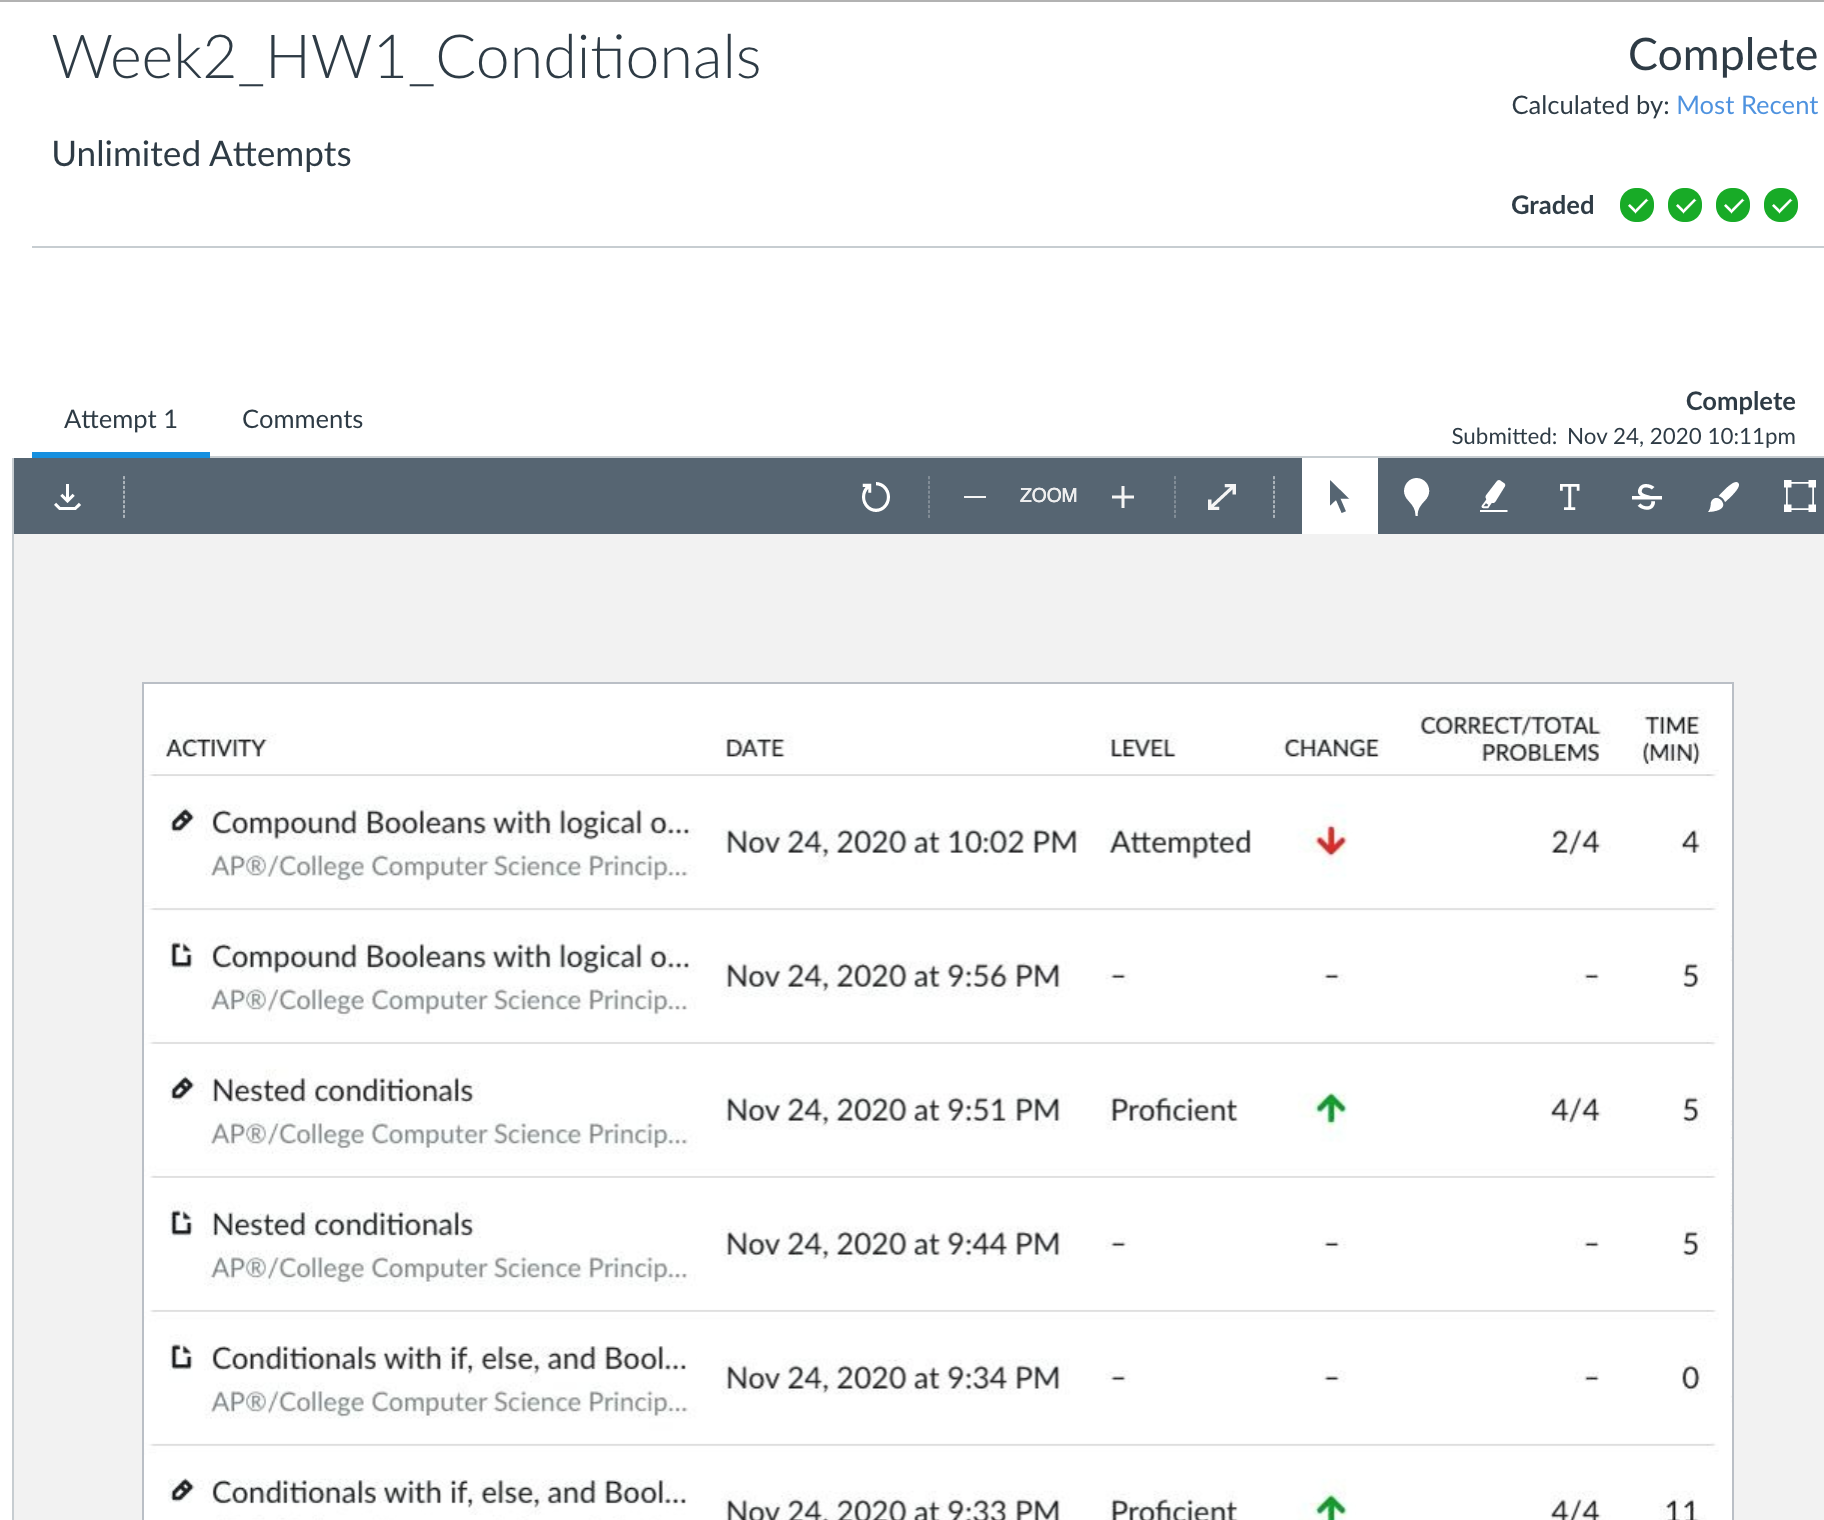 Week2_HW1_Conditionals
Complete
Calculated by: Most Recent
Unlimited Attempts
Graded
Attempt 1
Comments
Complete
Submitted: Nov 24, 2020 10:11pm
ZOOM
T
S
ACTIVITY
DATE
LEVEL
CHANGE
CORRECT/TOTAL PROBLEMS
TIME (MIN)
Compound Booleans with logical o...
AP®/College Computer Science Princip...
Nov 24, 2020 at 10:02 PM
Attempted
2/4
4
Compound Booleans with logical o...
AP®/College Computer Science Princip...
Nov 24, 2020 at 9:56 PM
–
–
–
5
Nested conditionals
AP®/College Computer Science Princip...
Nov 24, 2020 at 9:51 PM
Proficient
4/4
5
Nested conditionals
AP®/College Computer Science Princip...
Nov 24, 2020 at 9:44 PM
–
–
–
5
Conditionals with if, else, and Bool...
AP®/College Computer Science Princip...
Nov 24, 2020 at 9:34 PM
–
–
–
0
Conditionals with if, else, and Bool...
Nov 24, 2020 at 9:33 PM
Proficient
4/4
11